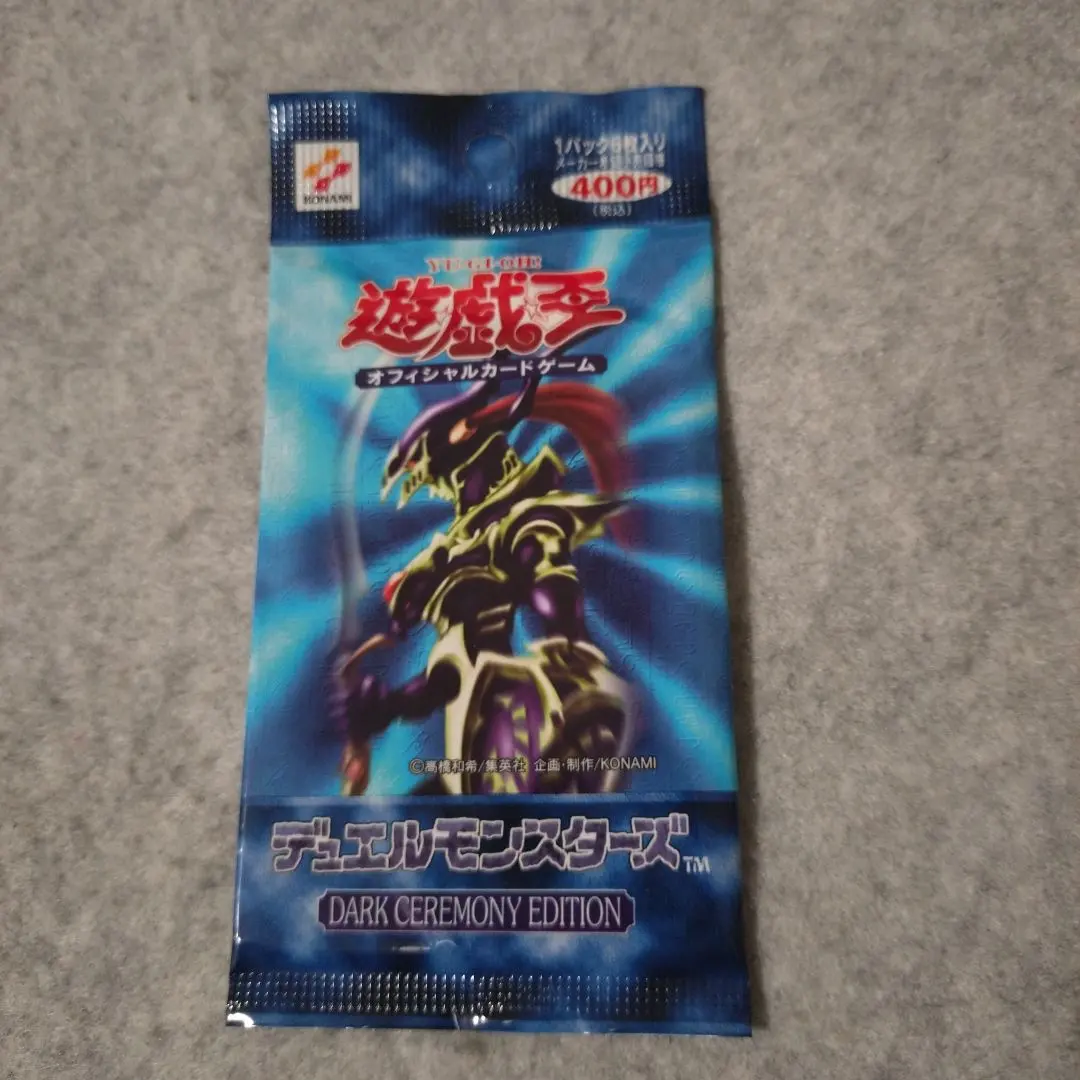 KONAMI
1パック5枚入り
400円
(税込)
YU-GI-OH!
遊戯王
オフィシャルカードゲーム
©高橋和希/集英社 企画・制作/KONAMI
デュエルモンスターズ™
DARK CEREMONY EDITION